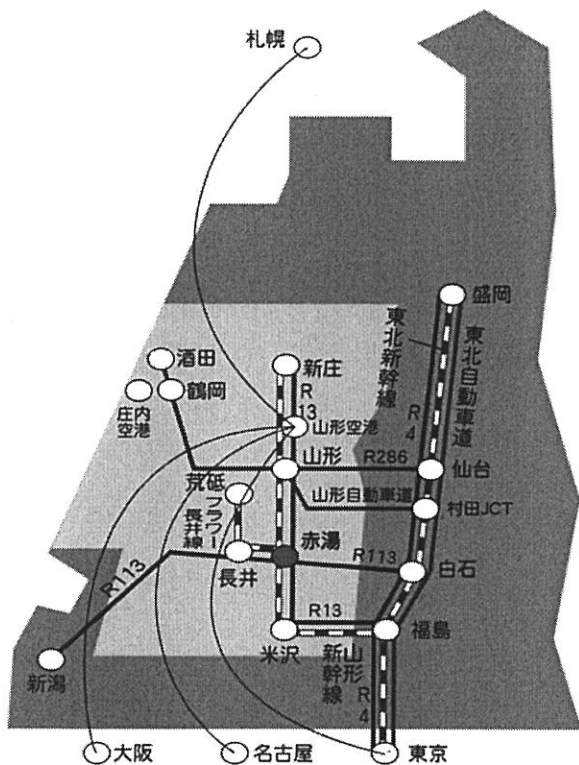 札幌
盛岡
東北新幹線
東北自動車道
酒田
新庄
R13
鶴岡
庄内
空港
山形空港
R4
山形
R286
仙台
荒砥
山形自動車道
村田JCT
フラワー
長井線
赤湯
R113
R113
長井
白石
R13
米沢
福島
新潟
山形
新幹線
R4
大阪
名古屋
東京